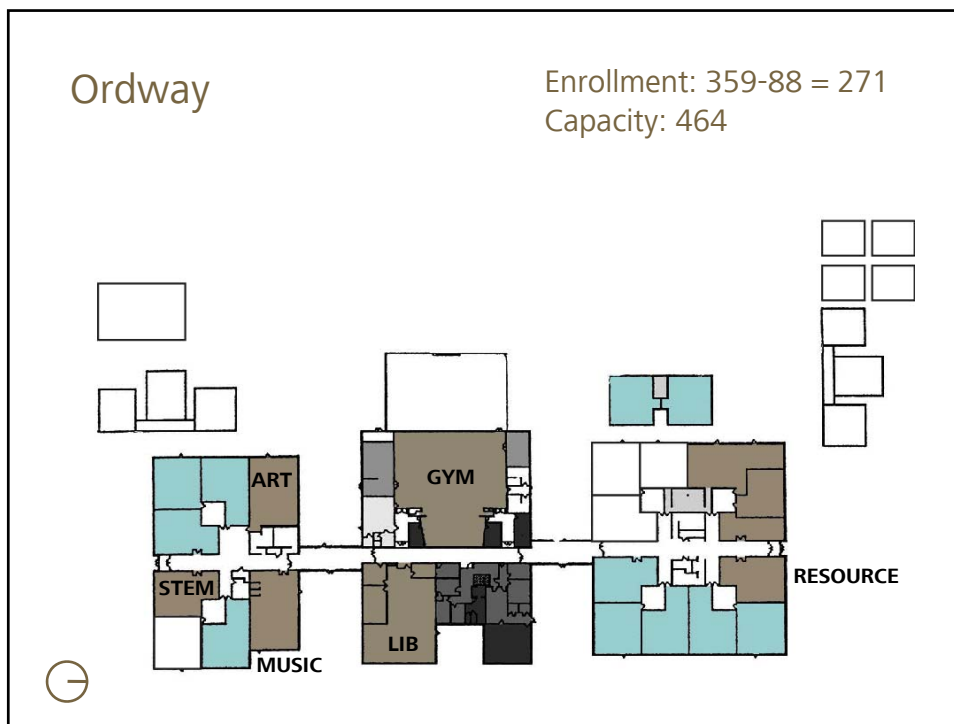 Ordway
Enrollment: 359-88 = 271
Capacity: 464
ART
GYM
STEM
RESOURCE
LIB
MUSIC